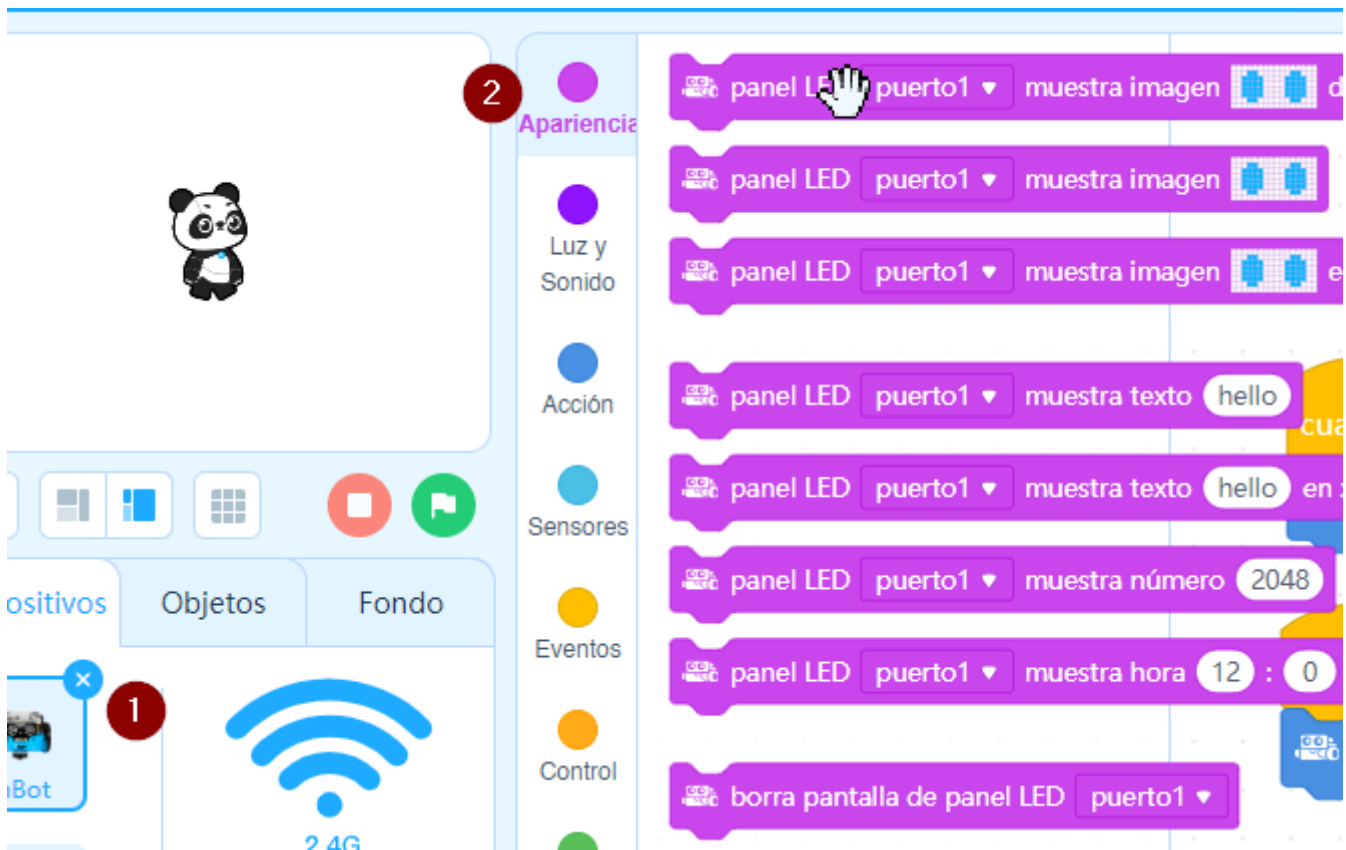 2
Apariencia
Luz y
Sonido
Acción
Sensores
Eventos
Control
panel LED puerto1 muestra imagen d
panel LED puerto1 muestra imagen
panel LED puerto1 muestra imagen e
panel LED puerto1 muestra texto hello
cua
panel LED puerto1 muestra texto hello en
panel LED puerto1 muestra número 2048
panel LED puerto1 muestra hora 12 : 0
borra pantalla de panel LED puerto1
ositivos Objetos Fondo
1
Bot
2.4G